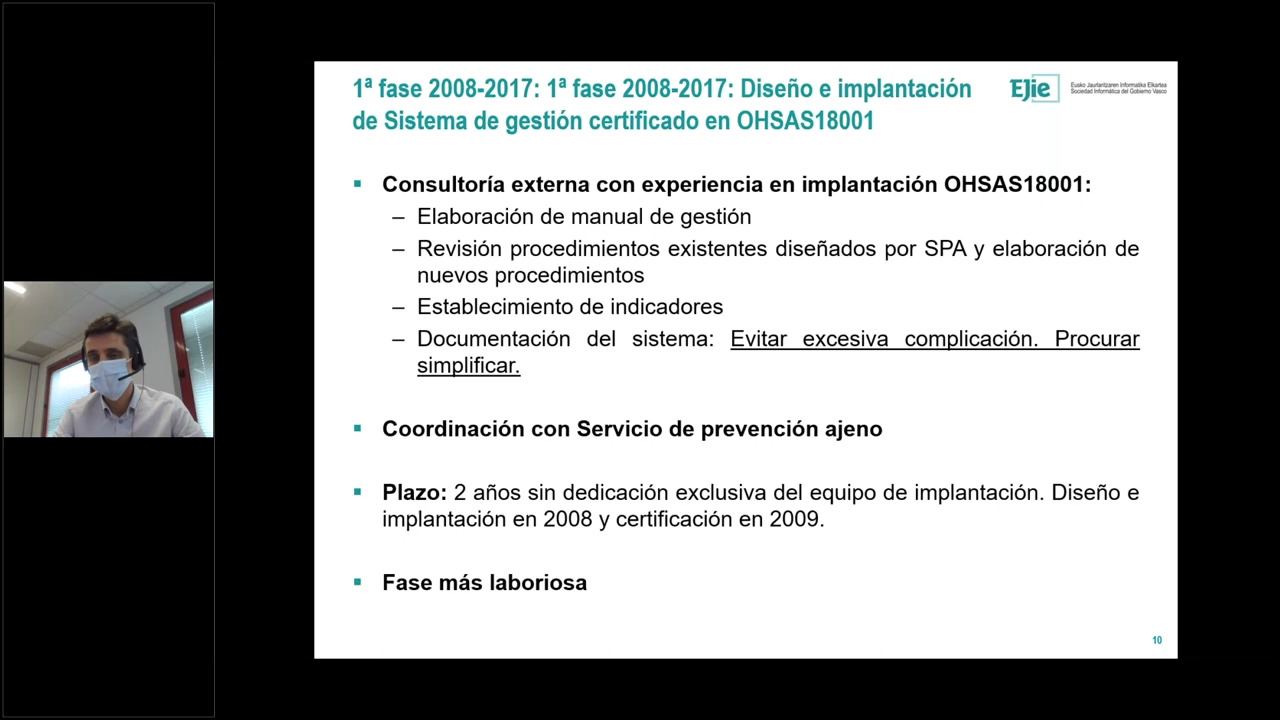 1ª fase 2008-2017: 1ª fase 2008-2017: Diseño e implantación
de Sistema de gestión certificado en OHSAS18001
EJie
Eusko Jaurlaritzaren Informatika Elkartea
Sociedad Informática del Gobierno Vasco
▪ Consultoría externa con experiencia en implantación OHSAS18001:
– Elaboración de manual de gestión
– Revisión procedimientos existentes diseñados por SPA y elaboración de
nuevos procedimientos
– Establecimiento de indicadores
– Documentación del sistema: Evitar excesiva complicación. Procurar
simplificar.
▪ Coordinación con Servicio de prevención ajeno
▪ Plazo: 2 años sin dedicación exclusiva del equipo de implantación. Diseño e
implantación en 2008 y certificación en 2009.
▪ Fase más laboriosa
10